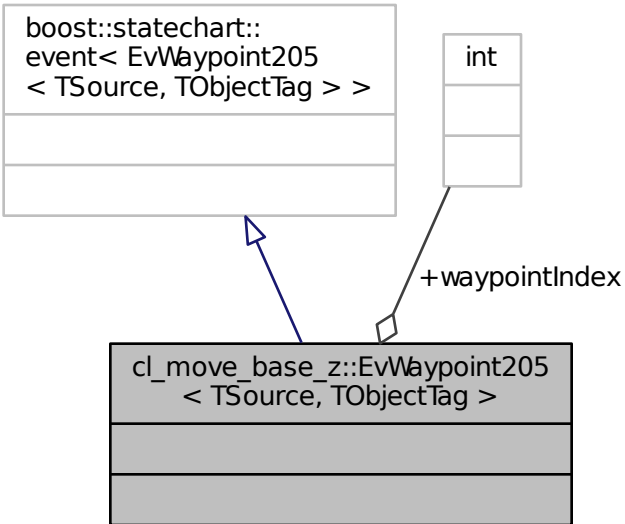 boost::statechart::
event< EvWaypoint205
< TSource, TObjectTag > >
int
+waypointIndex
cl_move_base_z::EvWaypoint205
< TSource, TObjectTag >